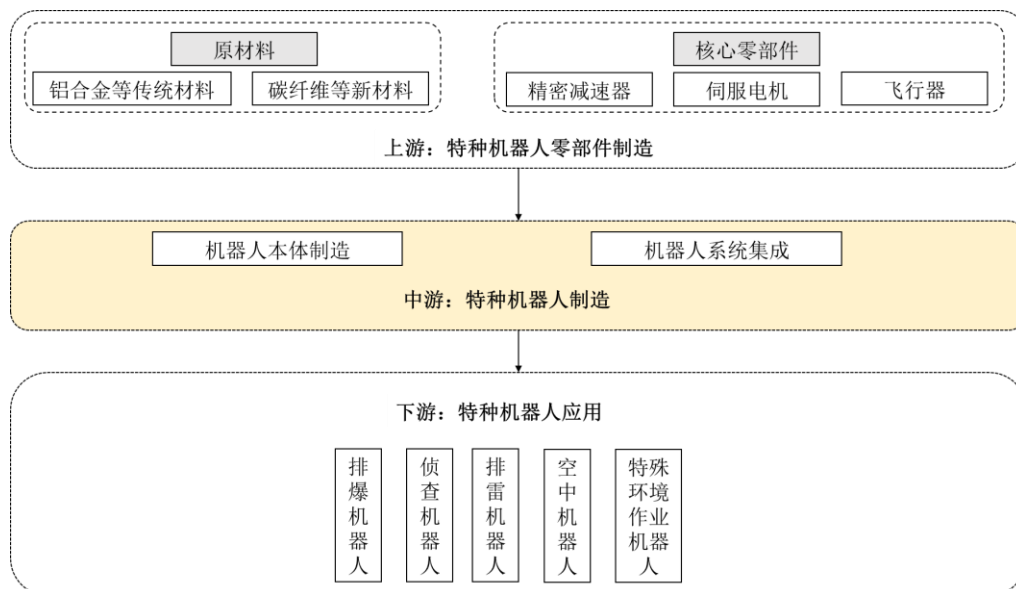 原材料
核心零部件
铝合金等传统材料
碳纤维等新材料
精密减速器
伺服电机
飞行器
上游：特种机器人零部件制造
机器人本体制造
机器人系统集成
中游：特种机器人制造
下游：特种机器人应用
排爆机器人
侦查机器人
排雷机器人
空中机器人
特殊环境作业机器人